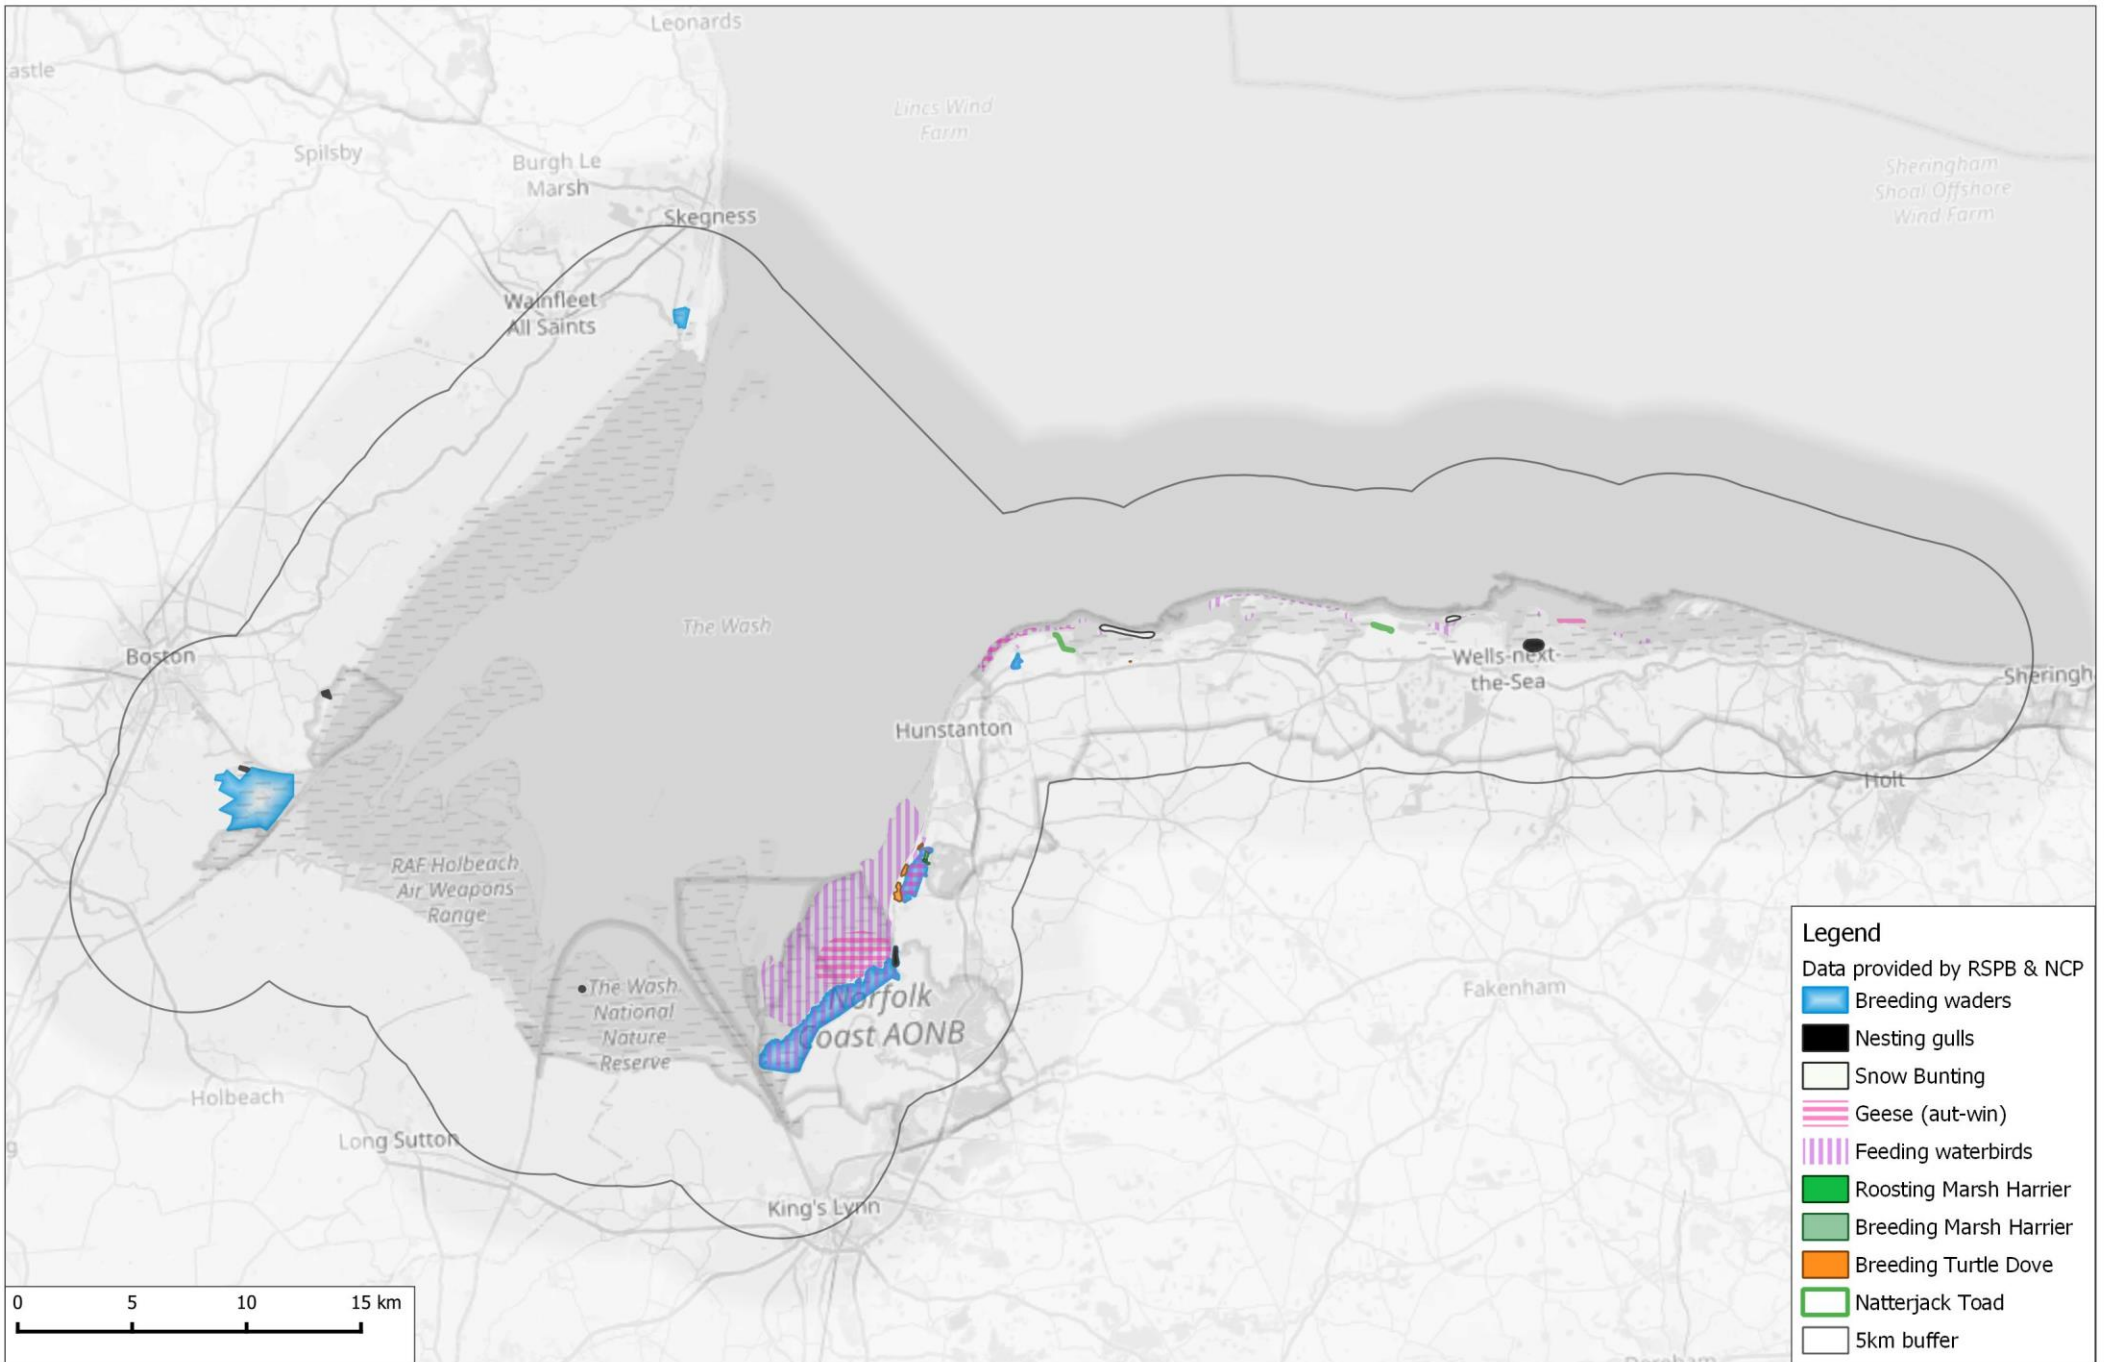 Leonards
astle
Lincs Wind
Farm
Spilsby
Burgh Le
Marsh
Sheringham
Shoal Offshore
Wind Farm
Skegness
Wainfleet
All Saints
The Wash
Boston
Wells-next-
the-Sea
Sheringh
Hunstanton
Holt
RAF Holbeach
Air Weapons
Range
The Wash
National
Nature
Reserve
Norfolk
Coast AONB
Fakenham
Holbeach
Long Sutton
g
King's Lynn
0 5 10 15 km
Legend
Data provided by RSPB & NCP
Breeding waders
Nesting gulls
Snow Bunting
Geese (aut-win)
Feeding waterbirds
Roosting Marsh Harrier
Breeding Marsh Harrier
Breeding Turtle Dove
Natterjack Toad
5km buffer